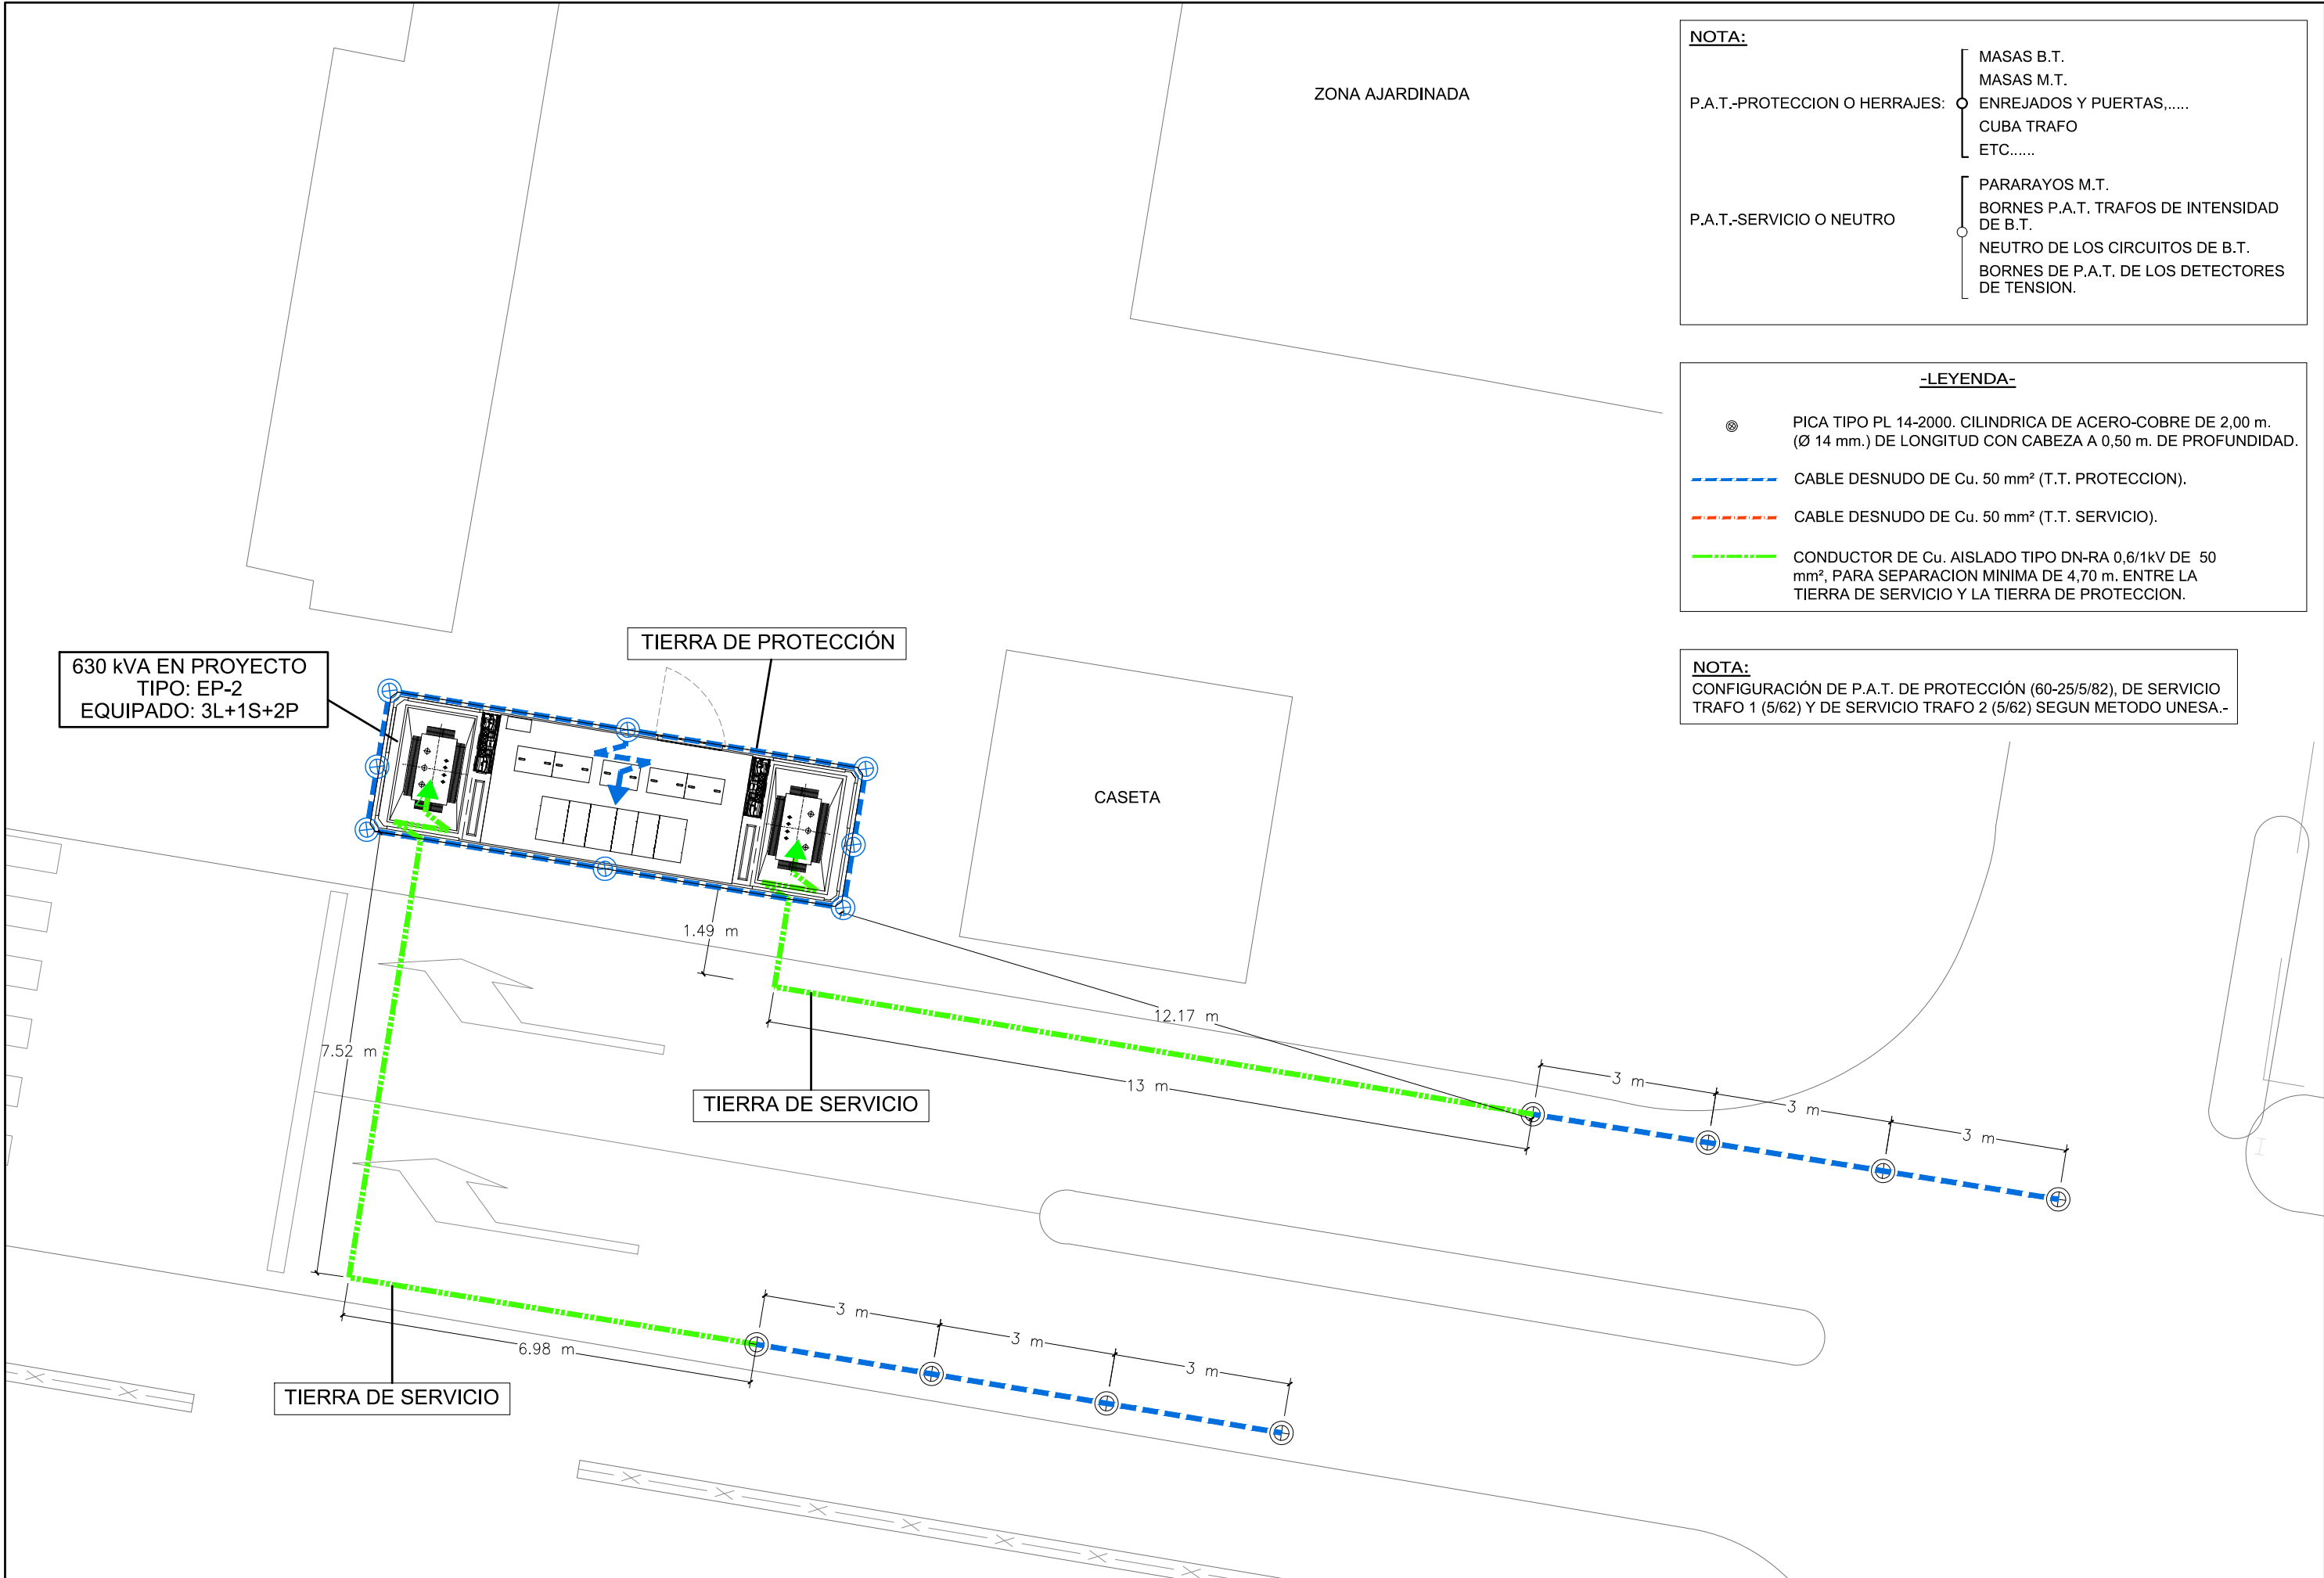 NOTA:
P.A.T.-PROTECCION O HERRAJES:
MASAS B.T.
MASAS M.T.
ENREJADOS Y PUERTAS,.....
CUBA TRAFO
ETC......
P.A.T.-SERVICIO O NEUTRO
PARARAYOS M.T.
BORNES P.A.T. TRAFOS DE INTENSIDAD
DE B.T.
NEUTRO DE LOS CIRCUITOS DE B.T.
BORNES DE P.A.T. DE LOS DETECTORES
DE TENSION.
ZONA AJARDINADA
-LEYENDA-
PICA TIPO PL 14-2000. CILINDRICA DE ACERO-COBRE DE 2,00 m.
(Ø 14 mm.) DE LONGITUD CON CABEZA A 0,50 m. DE PROFUNDIDAD.
CABLE DESNUDO DE Cu. 50 mm² (T.T. PROTECCION).
CABLE DESNUDO DE Cu. 50 mm² (T.T. SERVICIO).
CONDUCTOR DE Cu. AISLADO TIPO DN-RA 0,6/1kV DE 50
mm², PARA SEPARACION MINIMA DE 4,70 m. ENTRE LA
TIERRA DE SERVICIO Y LA TIERRA DE PROTECCION.
NOTA:
CONFIGURACIÓN DE P.A.T. DE PROTECCIÓN (60-25/5/82), DE SERVICIO
TRAFO 1 (5/62) Y DE SERVICIO TRAFO 2 (5/62) SEGUN METODO UNESA.-
TIERRA DE PROTECCIÓN
630 kVA EN PROYECTO
TIPO: EP-2
EQUIPADO: 3L+1S+2P
CASETA
1.49 m
12.17 m
7.52 m
13 m
3 m
3 m
3 m
TIERRA DE SERVICIO
3 m
3 m
3 m
6.98 m
TIERRA DE SERVICIO